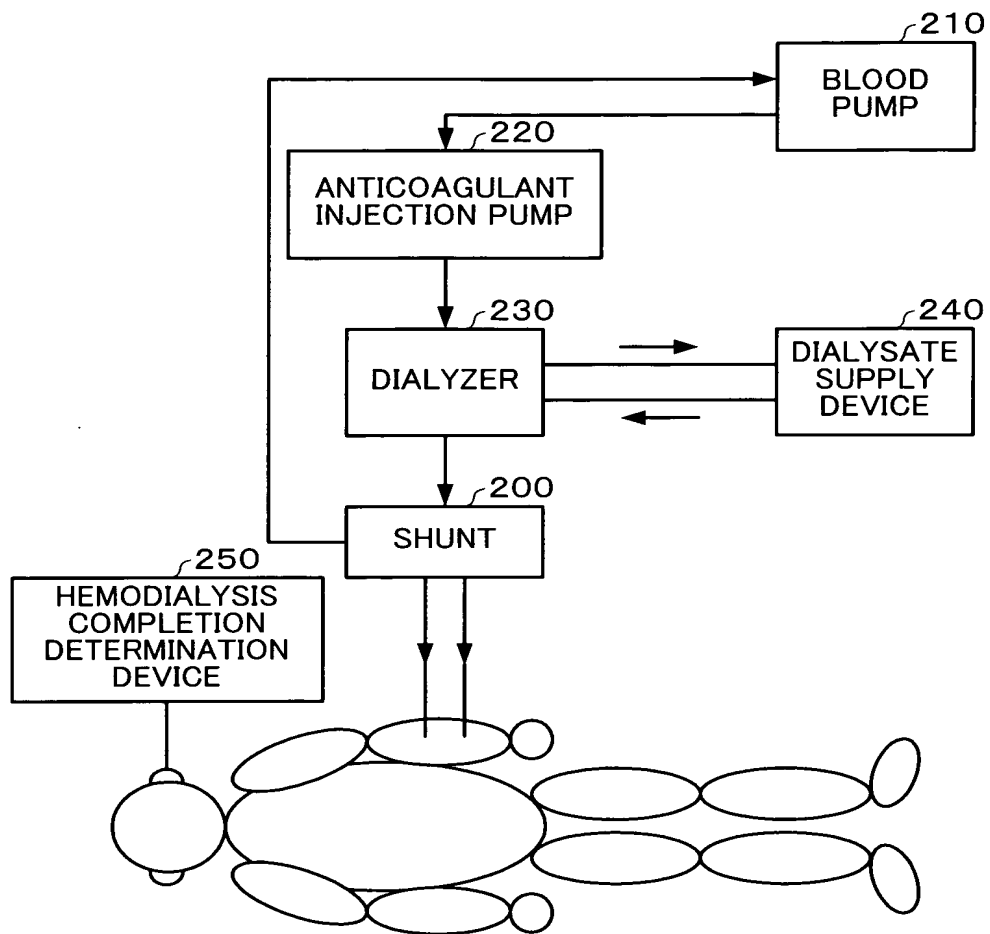 210
BLOOD
PUMP
220
ANTICOAGULANT
INJECTION PUMP
230
DIALYZER
240
DIALYSATE
SUPPLY
DEVICE
200
SHUNT
250
HEMODIALYSIS
COMPLETION
DETERMINATION
DEVICE